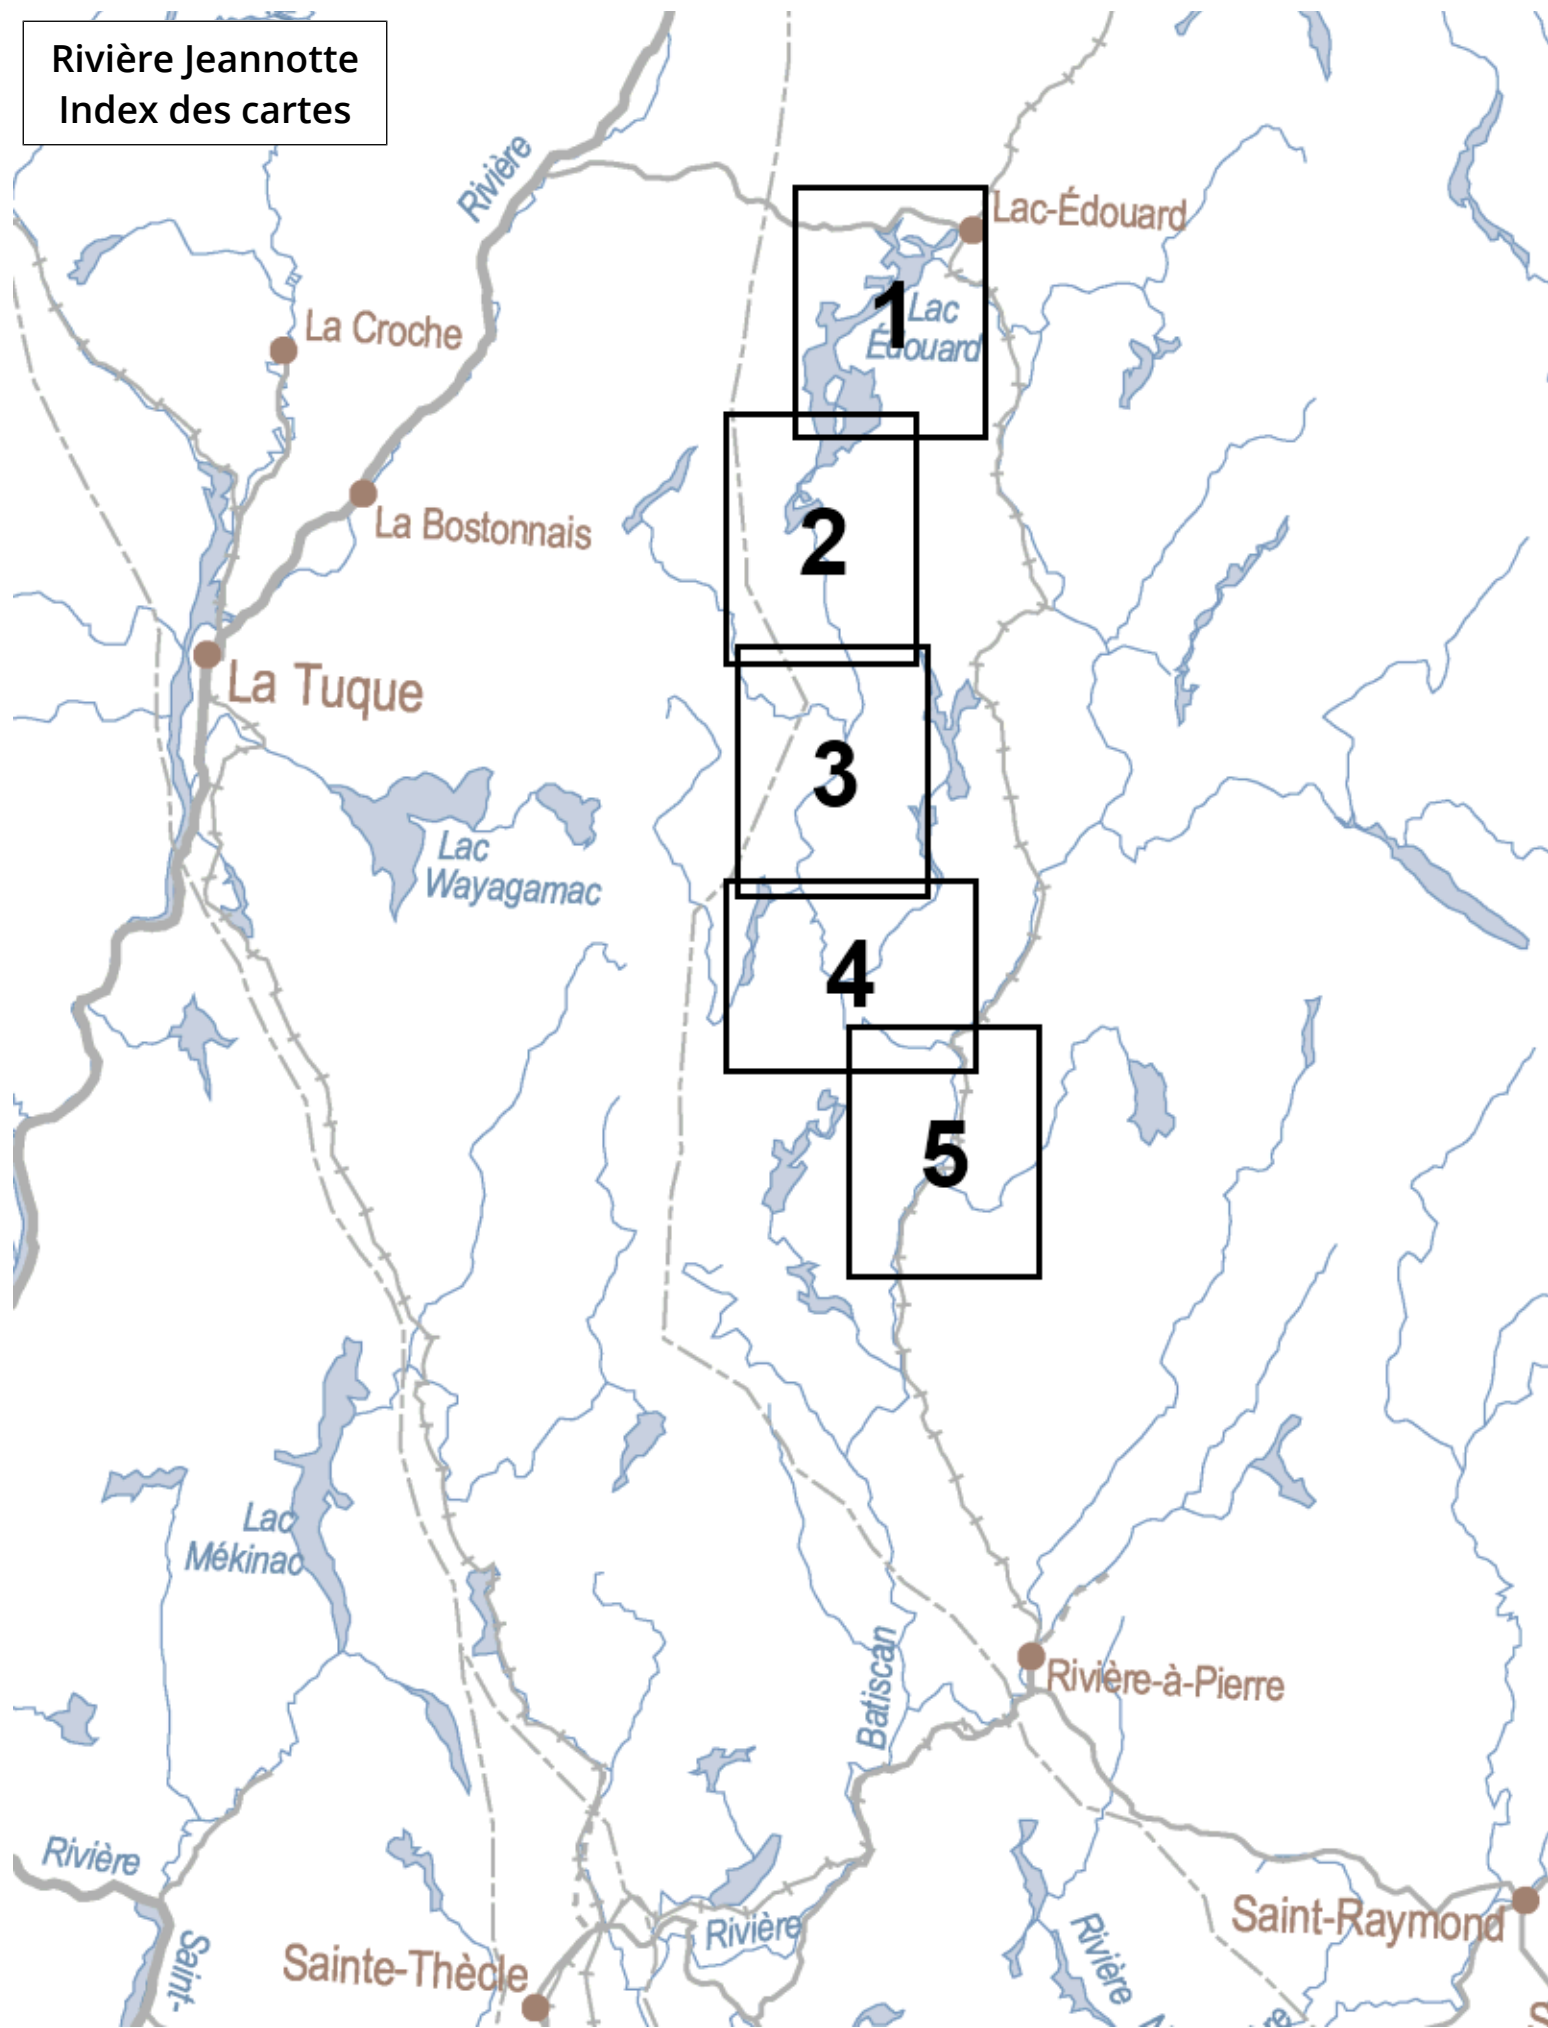 Rivière Jeannotte
Index des cartes
Rivière
Lac-Édouard
1
Lac
Édouard
La Croche
La Bostonnais
2
La Tuque
3
Lac
Wayagamac
4
5
Lac
Mékinac
Batiscan
Rivière-à-Pierre
Rivière
Saint-
Sainte-Thècle
Rivière
Rivière
Saint-Raymond